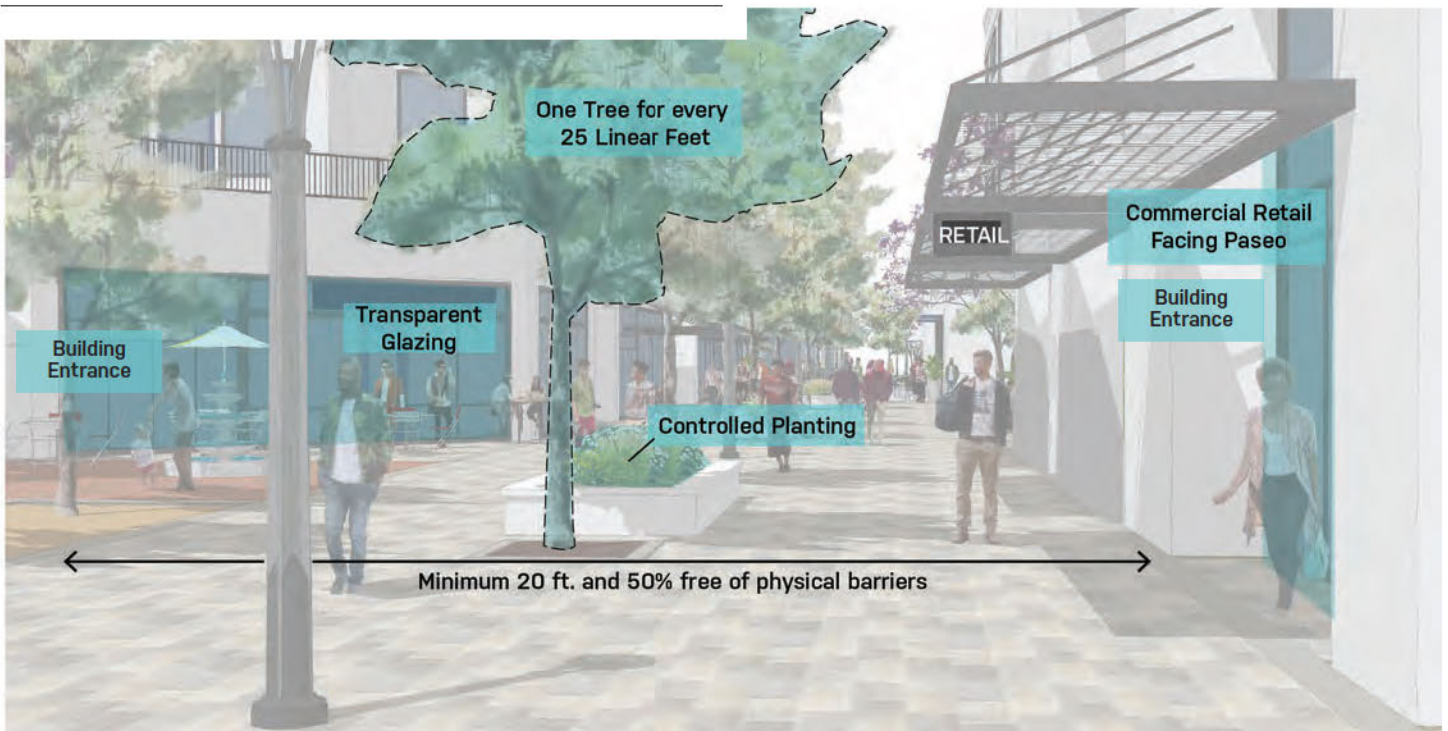 One Tree for every
25 Linear Feet
RETAIL
Commercial Retail
Facing Paseo
Building
Entrance
Transparent
Glazing
Building
Entrance
Controlled Planting
Minimum 20 ft. and 50% free of physical barriers